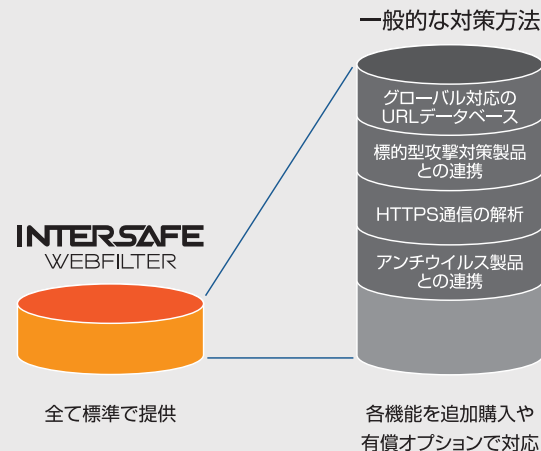 一般的な対策方法
グローバル対応の
URLデータベース
標的型攻撃対策製品
との連携
HTTPS通信の解析
アンチウイルス製品
との連携
INTERSAFE
WEBFILTER
全て標準で提供
各機能を追加購入や
有償オプションで対応